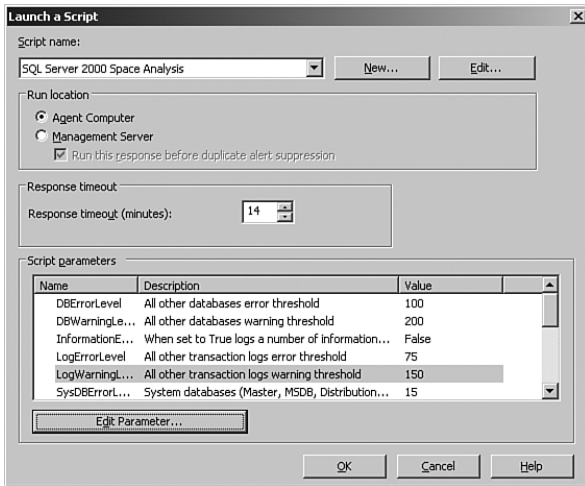 Launch a Script
Script name:
SQL Server 2000 Space Analysis
New...
Edit...
Run location
Agent Computer
Management Server
Run this response before duplicate alert suppression
Response timeout
Response timeout (minutes):
14
Script parameters
Name Description Value
DBErrorLevel All other databases error threshold 100
DBWarningLe... All other databases warning threshold 200
InformationE... When set to True logs a number of information... False
LogErrorLevel All other transaction logs error threshold 75
LogWarningL... All other transaction logs warning threshold 150
SysDBErrorL... System databases (Master, MSDB, Distribution... 15
Edit Parameter...
OK Cancel Help